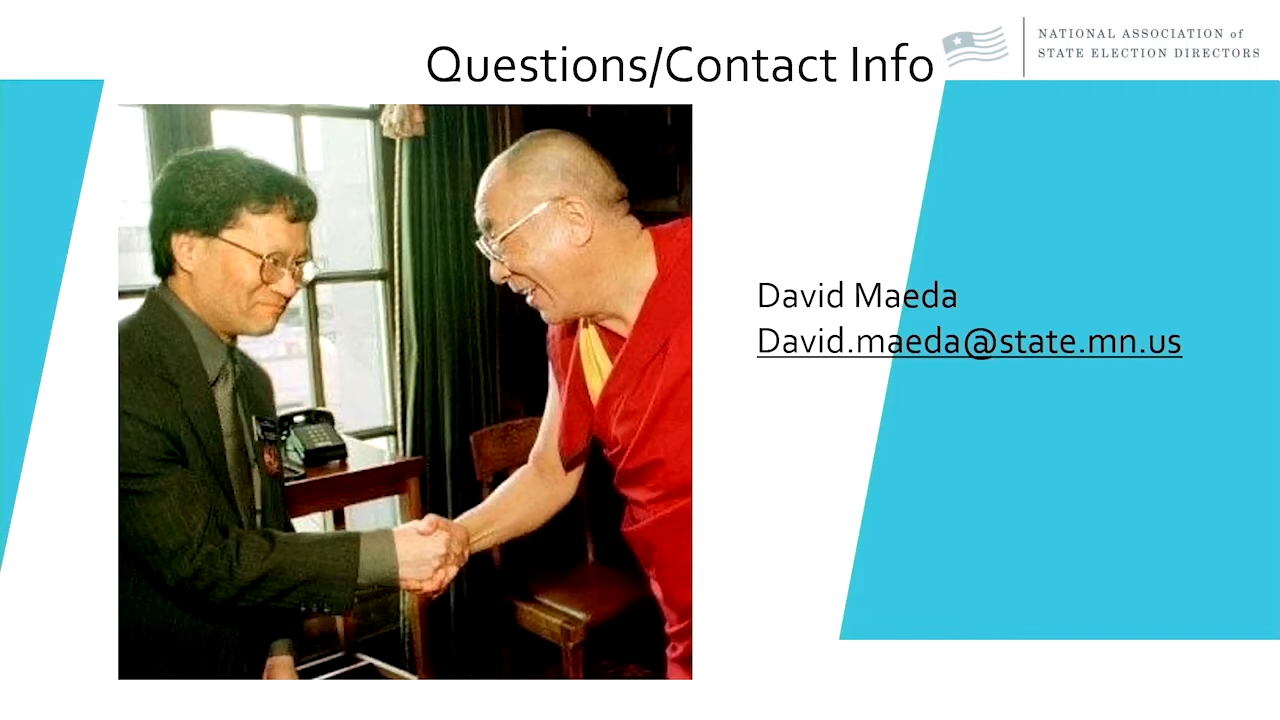 Questions/Contact Info
NATIONAL ASSOCIATION of
STATE ELECTION DIRECTORS
David Maeda
David.maeda@state.mn.us